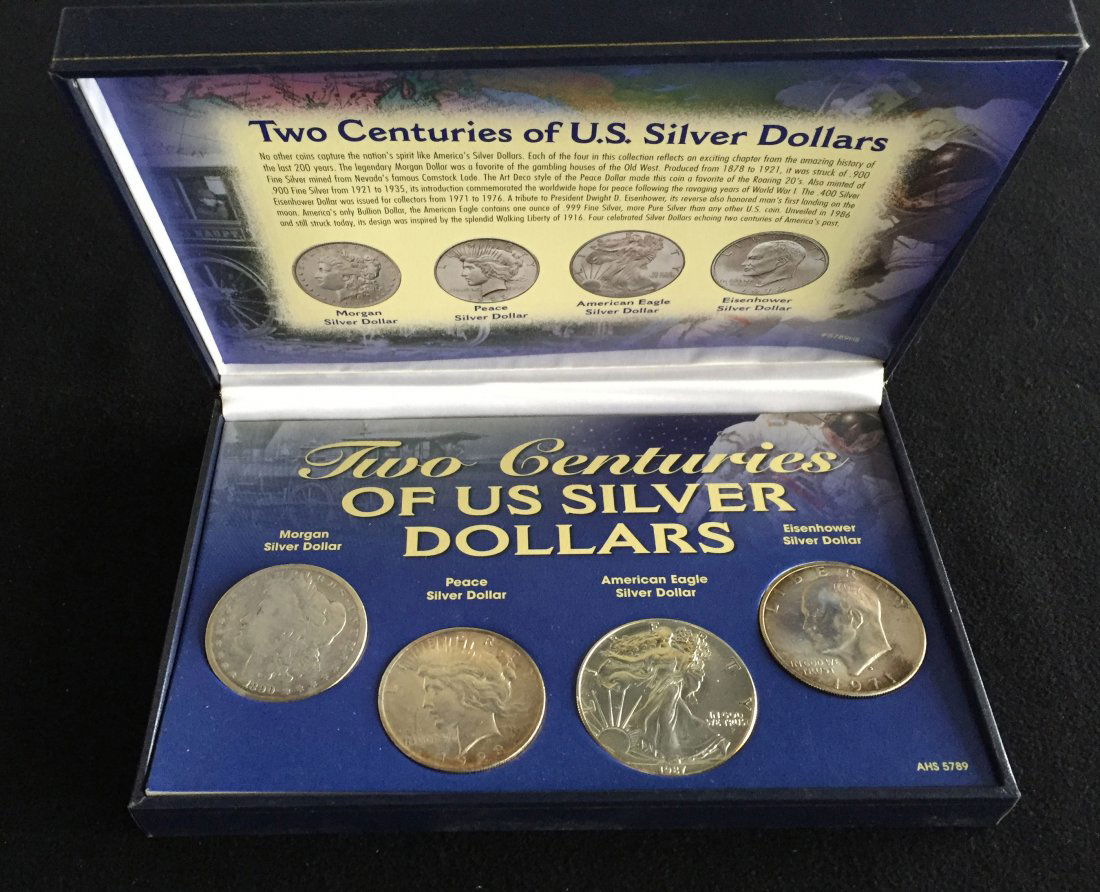 Two Centuries of U.S. Silver Dollars
No other coins capture the nation's spirit like America's Silver Dollars. Each of the four in this collection reflects an exciting chapter from the amazing history of
the last 200 years. The legendary Morgan Dollar was a favorite of the gambling houses of the Old West. Produced from 1878 to 1921, it was struck of .900
Fine Silver mined from Nevada's famous Comstock Lode. The Art Deco style of the Peace Dollar made this coin a favorite of the Roaring 20's. Also minted of
.900 Fine Silver from 1921 to 1935, its introduction commemorated the worldwide hope for peace following the ravaging years of World War I. The .400 Silver
Eisenhower Dollar was issued for collectors from 1971 to 1976. A tribute to President Dwight D. Eisenhower, its reverse also honored man's first landing on the
moon. America's only Bullion Dollar, the American Eagle contains one ounce of .999 Fine Silver, more Pure Silver than any other U.S. coin. Unveiled in 1986
and still struck today, its design was inspired by the splendid Walking Liberty of 1916. Four celebrated Silver Dollars echoing two centuries of America's past.
Morgan
Silver Dollar
Peace
Silver Dollar
American Eagle
Silver Dollar
Eisenhower
Silver Dollar
#5789HB
Two Centuries
OF US SILVER
DOLLARS
Morgan
Silver Dollar
Peace
Silver Dollar
American Eagle
Silver Dollar
Eisenhower
Silver Dollar
IN GOD
WE TRUST
1987
LIBERTY
IN GOD WE
TRUST
1971
AHS 5789